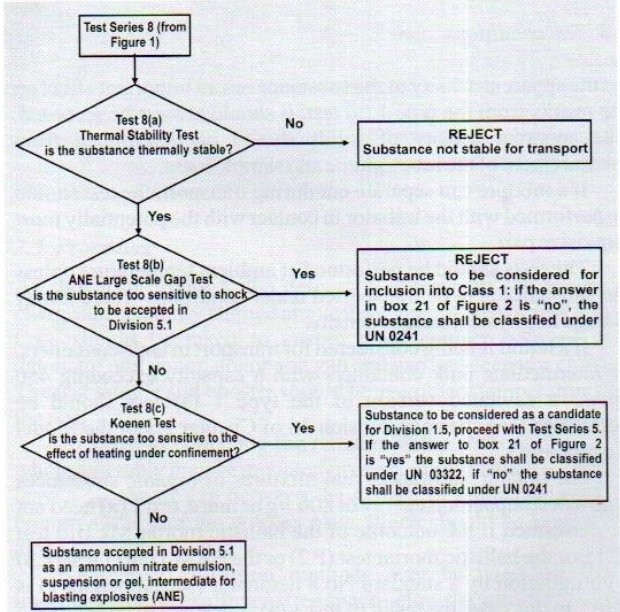 Test Series 8 (from
Figure 1)
Test 8(a)
Thermal Stability Test
is the substance thermally stable?
No
REJECT
Substance not stable for transport
Yes
Test 8(b)
ANE Large Scale Gap Test
is the substance too sensitive to shock
to be accepted in
Division 5.1
Yes
REJECT
Substance to be considered for
inclusion into Class 1: if the answer
in box 21 of Figure 2 is “no”, the
substance shall be classified under
UN 0241
No
Test 8(c)
Koenen Test
is the substance too sensitive to the
effect of heating under confinement?
Yes
Substance to be considered as a candidate
for Division 1.5, proceed with Test Series 5.
If the answer to box 21 of Figure 2
is “yes” the substance shall be classified
under UN 03322, if “no” the substance
shall be classified under UN 0241
No
Substance accepted in Division 5.1
as an ammonium nitrate emulsion,
suspension or gel, intermediate for
blasting explosives (ANE)